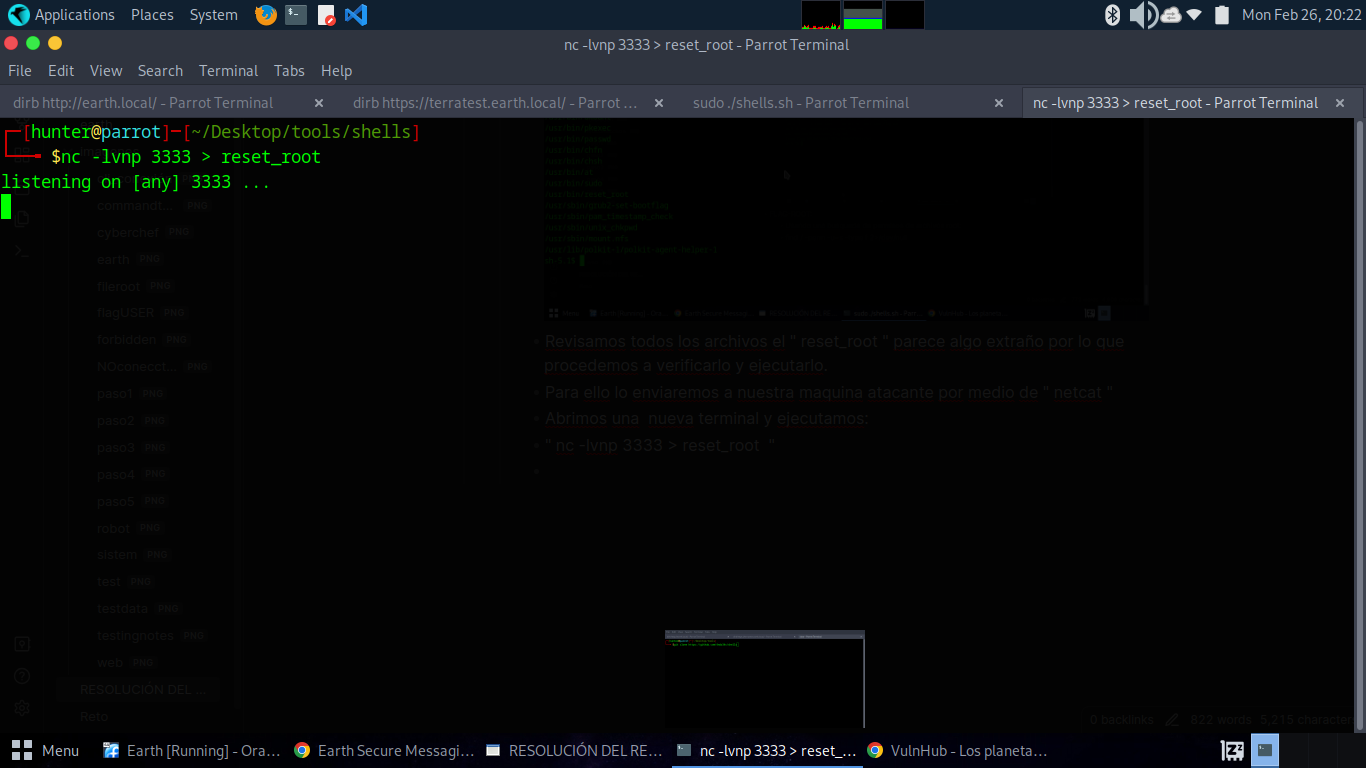 Applications Places System
Mon Feb 26, 20:22
nc -lvnp 3333 > reset_root - Parrot Terminal
File Edit View Search Terminal Tabs Help
dirb http://earth.local/ - Parrot Terminal × dirb https://terratest.earth.local/ - Parrot ... × sudo ./shells.sh - Parrot Terminal × nc -lvnp 3333 > reset_root - Parrot Terminal ×
┌─[hunter@parrot]─[~/Desktop/tools/shells]
└──╼ $nc -lvnp 3333 > reset_root
listening on [any] 3333 ...
commandt... PNG
cyberchef PNG
earth PNG
fileroot PNG
flagUSER PNG
forbidden PNG
NOcoriecct... PNG
paso1 PNG
paso2 PNG
paso3 PNG
paso4 PNG
paso5 PNG
robot PNG
sistem PNG
test PNG
testdata PNG
testingnotes PNG
web PNG
RESOLUCIÓN DEL ...
Reto
Revisamos todos los archivos el " reset_root " parece algo extraño por lo que
procedemos a verificarlo y ejecutarlo.
Para ello lo enviaremos a nuestra maquina atacante por medio de " netcat "
Abrimos una nueva terminal y ejecutamos:
" nc -lvnp 3333 > reset_root "
0 backlinks 822 words 5,215 character
Menu Earth [Running] - Ora... Earth Secure Messagi... RESOLUCIÓN DEL RE... nc -lvnp 3333 > reset_... VulnHub - Los planeta...